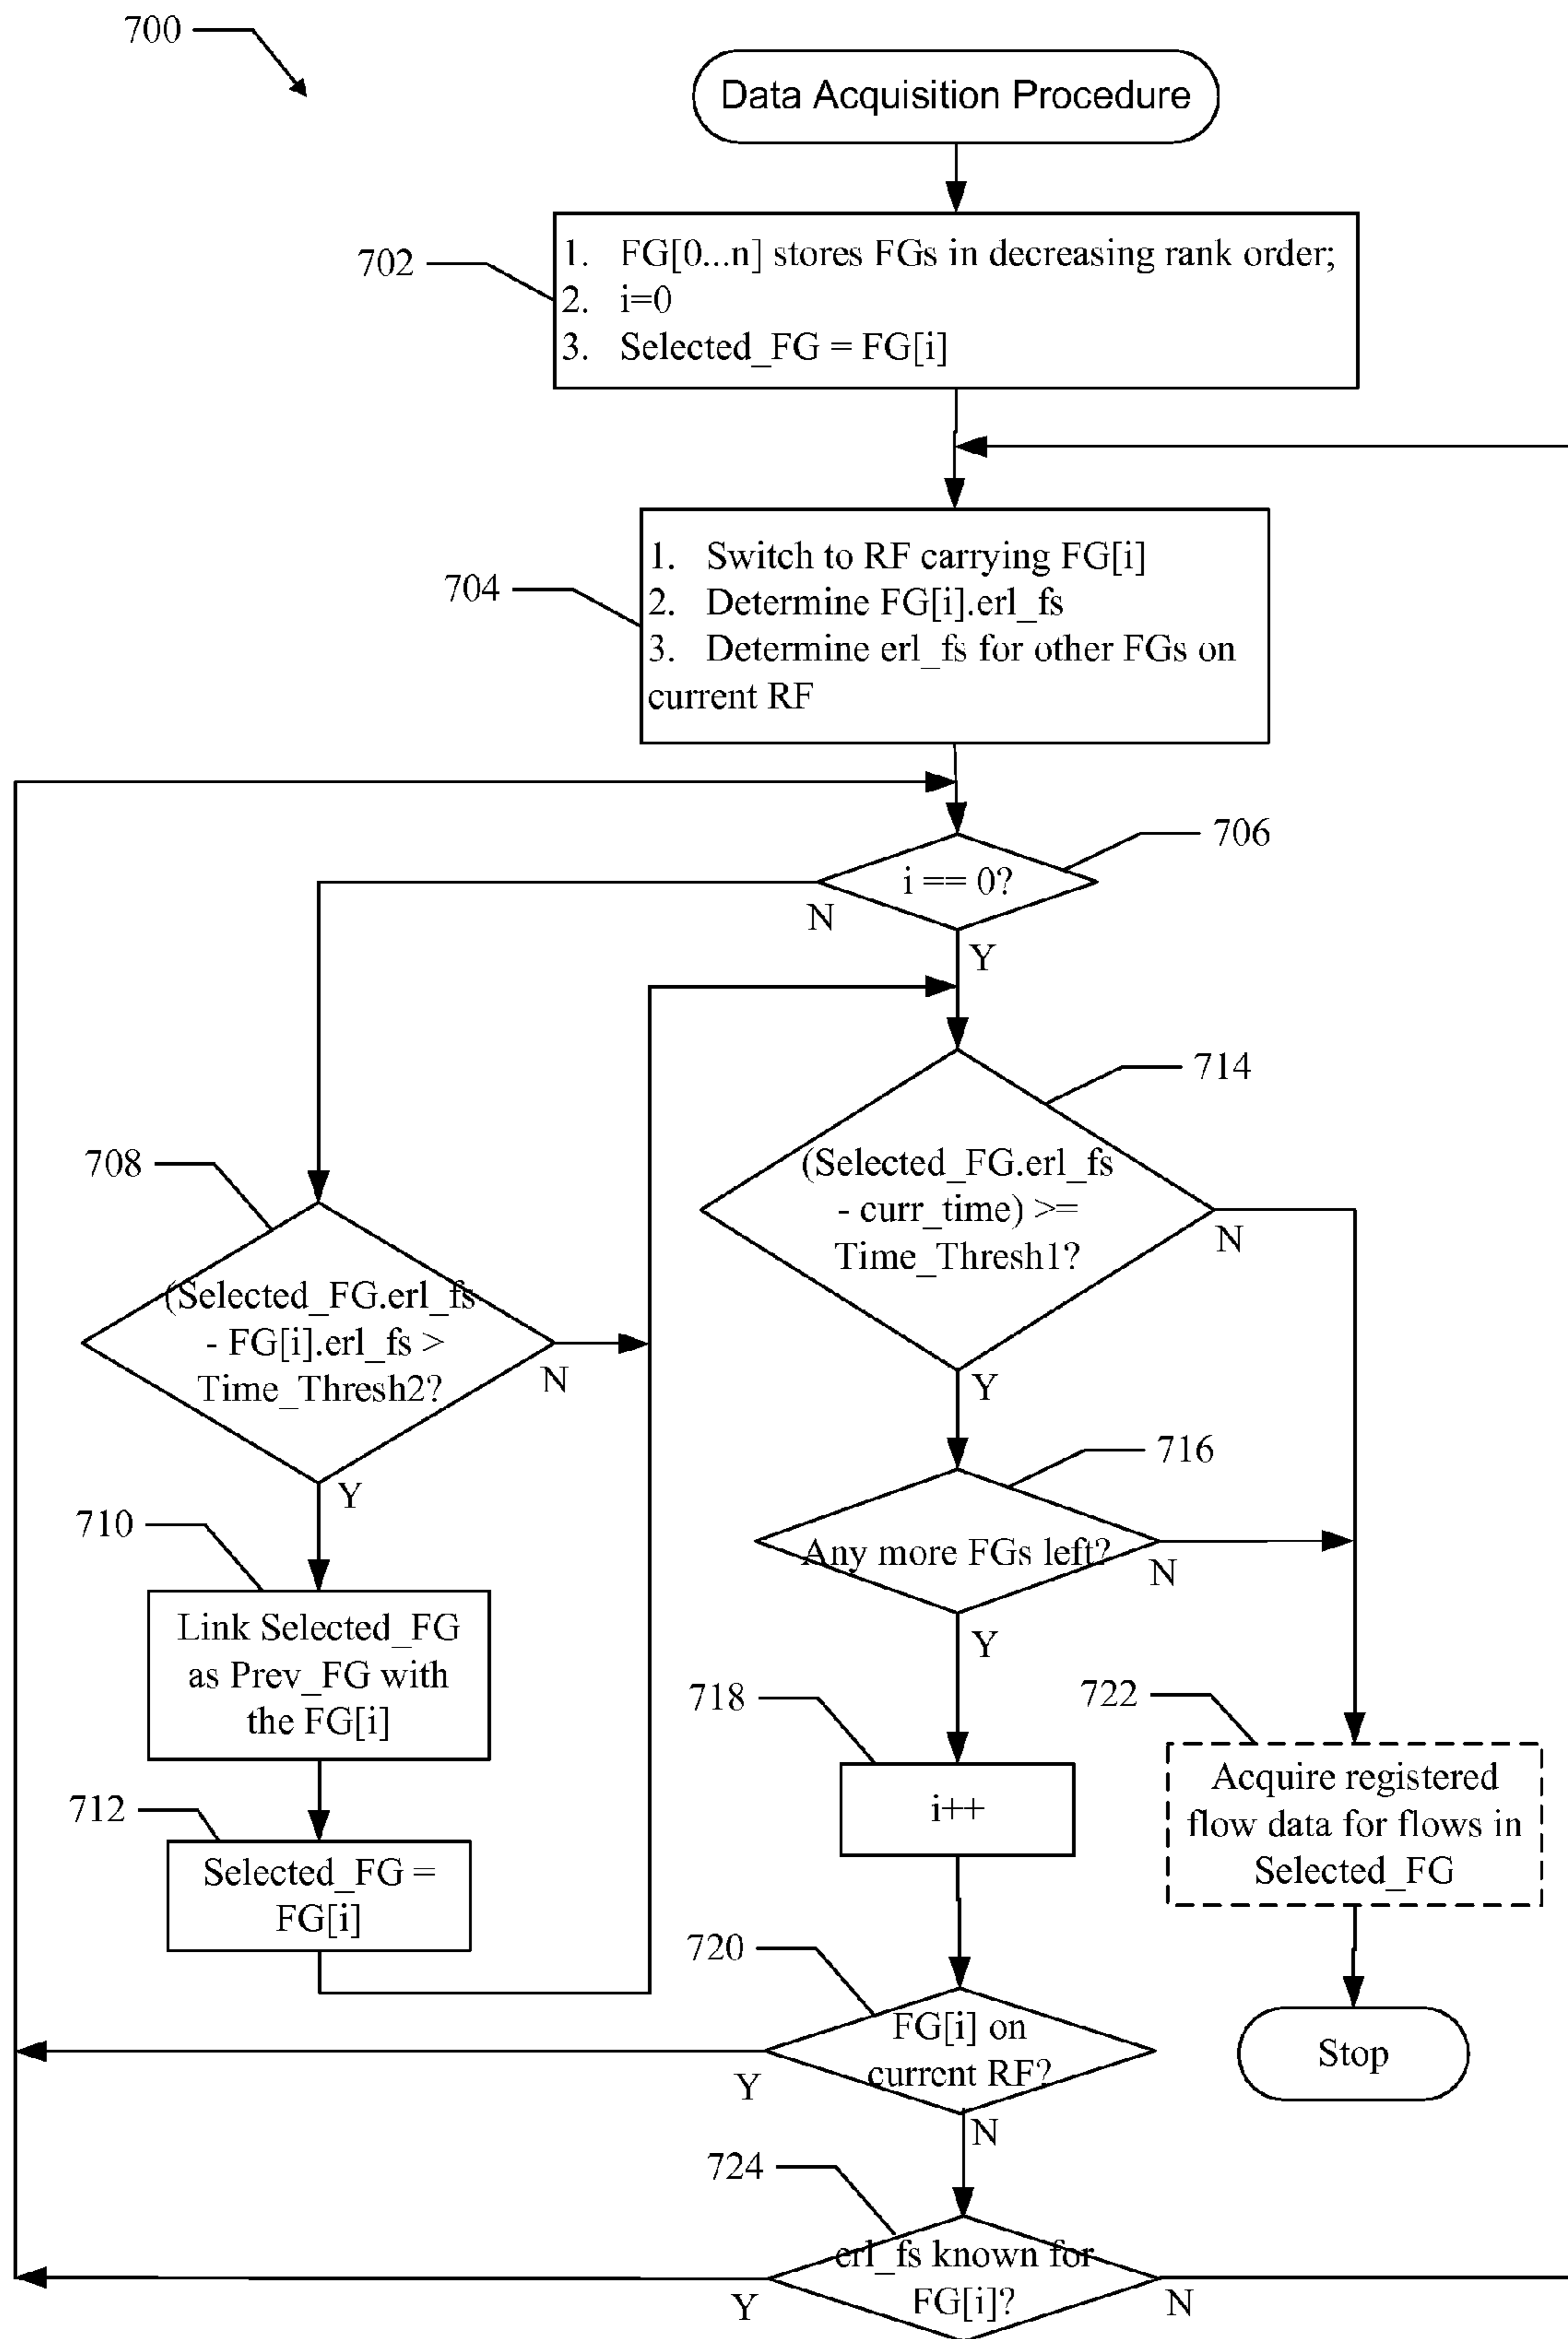 700
Data Acquisition Procedure
702
1. FG[0...n] stores FGs in decreasing rank order;
2. i=0
3. Selected_FG = FG[i]
704
1. Switch to RF carrying FG[i]
2. Determine FG[i].erl_fs
3. Determine erl_fs for other FGs on
current RF
706
i == 0?
N
Y
714
(Selected_FG.erl_fs
- curr_time) >=
Time_Thresh1?
N
Y
708
(Selected_FG.erl_fs
- FG[i].erl_fs >
Time_Thresh2?
N
Y
716
Any more FGs left?
N
Y
710
Link Selected_FG
as Prev_FG with
the FG[i]
712
Selected_FG =
FG[i]
718
i++
722
Acquire registered
flow data for flows in
Selected_FG
720
FG[i] on
current RF?
Y
N
Stop
724
erl_fs known for
FG[i]?
Y
N